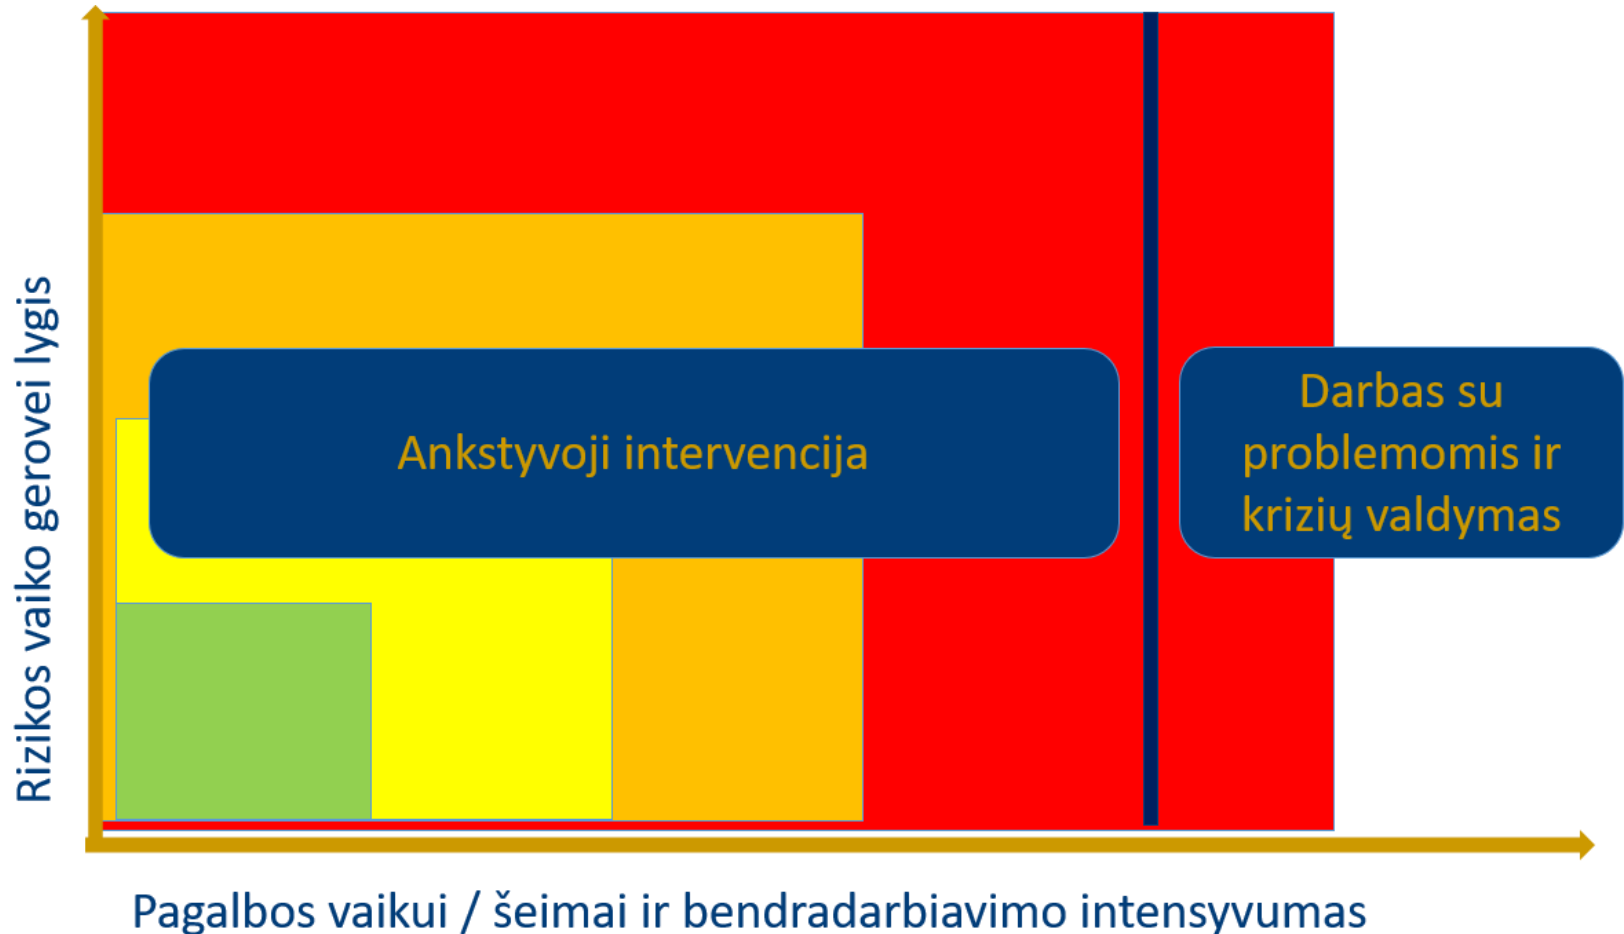 Rizikos vaiko gerovei lygis
Ankstyvoji intervencija
Darbas su
problemomis ir
krizių valdymas
Pagalbos vaikui / šeimai ir bendradarbiavimo intensyvumas